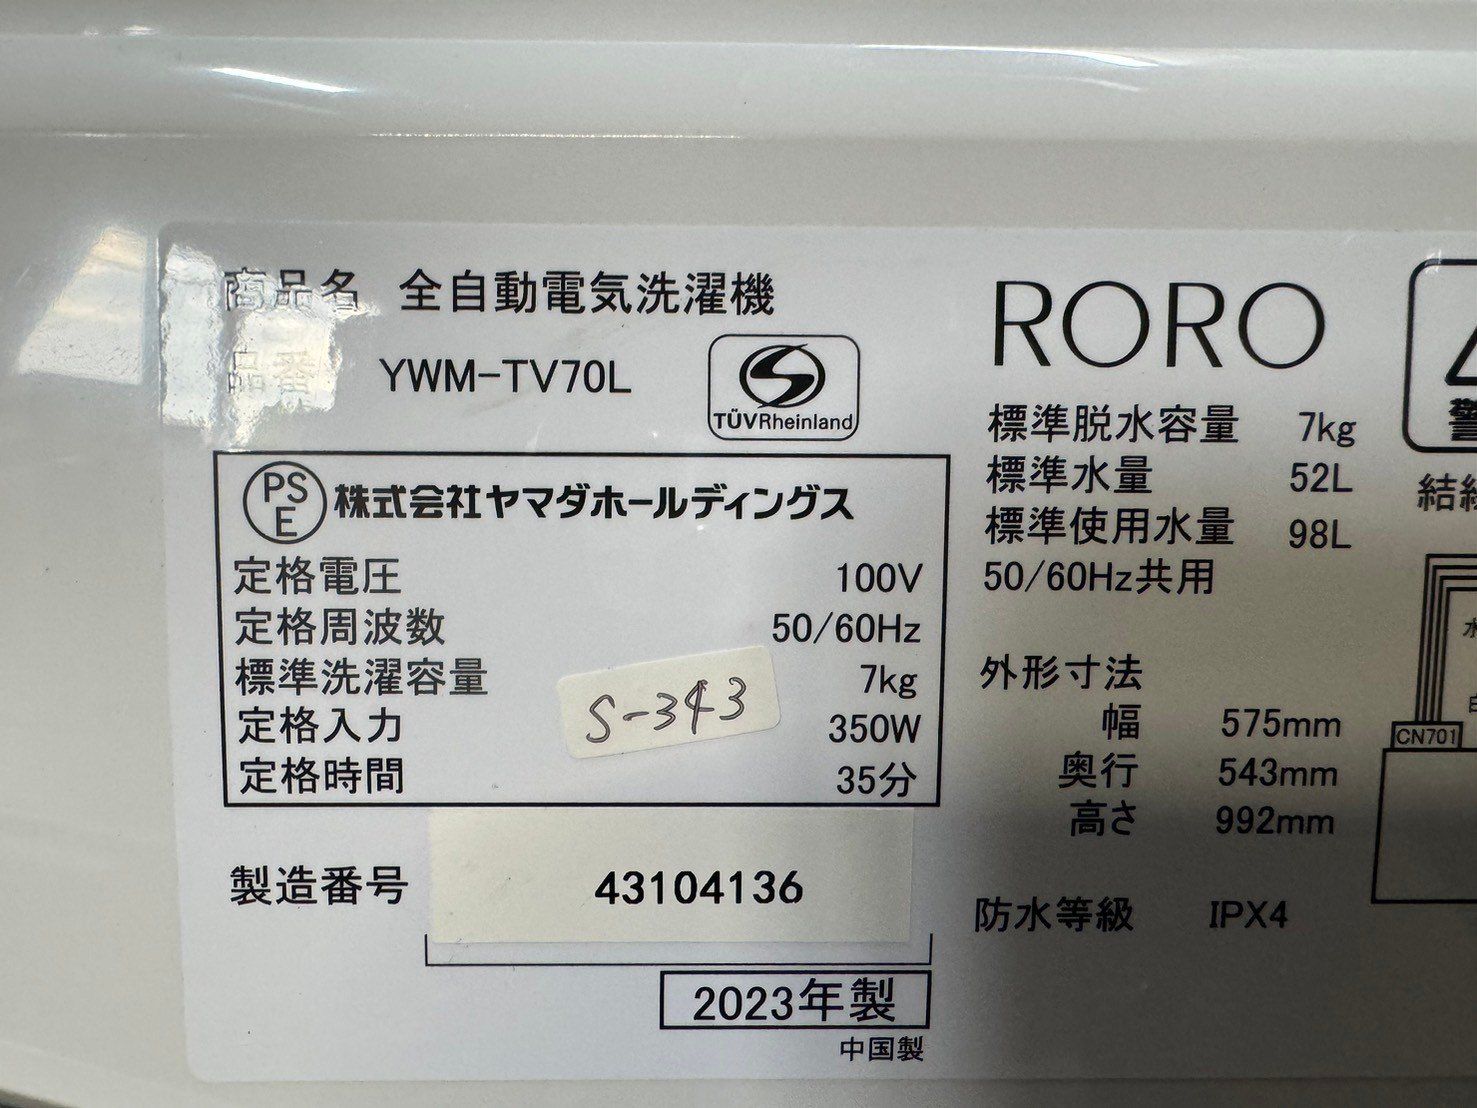 商品名 全自動電気洗濯機
品番 YWM-TV70L
TÜVRheinland
PSE 株式会社ヤマダホールディングス
定格電圧 100V
定格周波数 50/60Hz
標準洗濯容量 7kg
定格入力 350W
定格時間 35分
S-343
製造番号 43104136
2023年製
中国製
RORO
標準脱水容量 7kg
標準水量 52L
標準使用水量 98L
50/60Hz共用
外形寸法
幅 575mm
奥行 543mm
高さ 992mm
防水等級 IPX4
警
結線
水
CN701